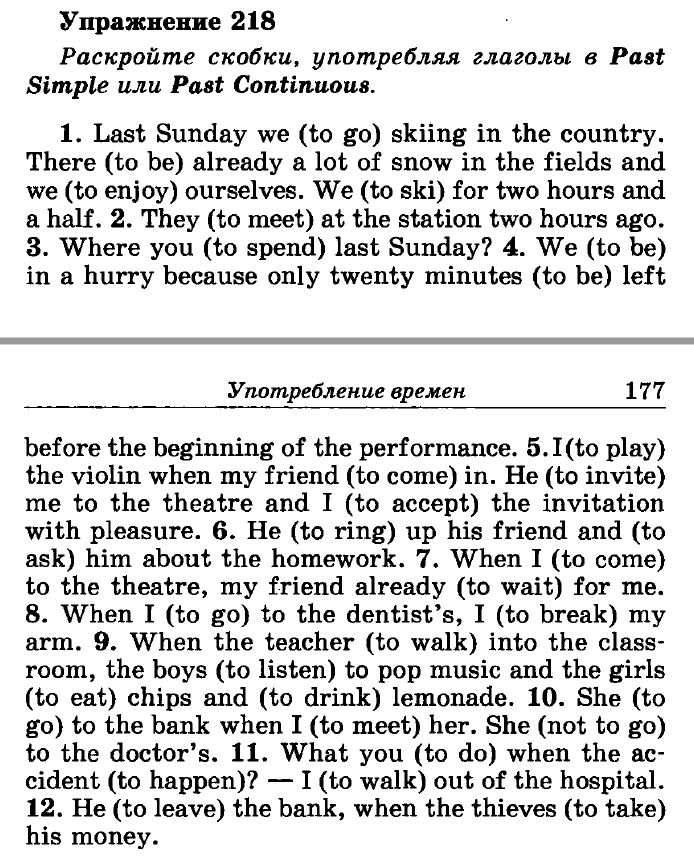 Упражнение 218
Раскройте скобки, употребляя глаголы в Past
Simple или Past Continuous.
1. Last Sunday we (to go) skiing in the country.
There (to be) already a lot of snow in the fields and
we (to enjoy) ourselves. We (to ski) for two hours and
a half. 2. They (to meet) at the station two hours ago.
3. Where you (to spend) last Sunday? 4. We (to be)
in a hurry because only twenty minutes (to be) left
Употребление времен 177
before the beginning of the performance. 5. I (to play)
the violin when my friend (to come) in. He (to invite)
me to the theatre and I (to accept) the invitation
with pleasure. 6. He (to ring) up his friend and (to
ask) him about the homework. 7. When I (to come)
to the theatre, my friend already (to wait) for me.
8. When I (to go) to the dentist's, I (to break) my
arm. 9. When the teacher (to walk) into the class-
room, the boys (to listen) to pop music and the girls
(to eat) chips and (to drink) lemonade. 10. She (to
go) to the bank when I (to meet) her. She (not to go)
to the doctor's. 11. What you (to do) when the ac-
cident (to happen)? — I (to walk) out of the hospital.
12. He (to leave) the bank, when the thieves (to take)
his money.